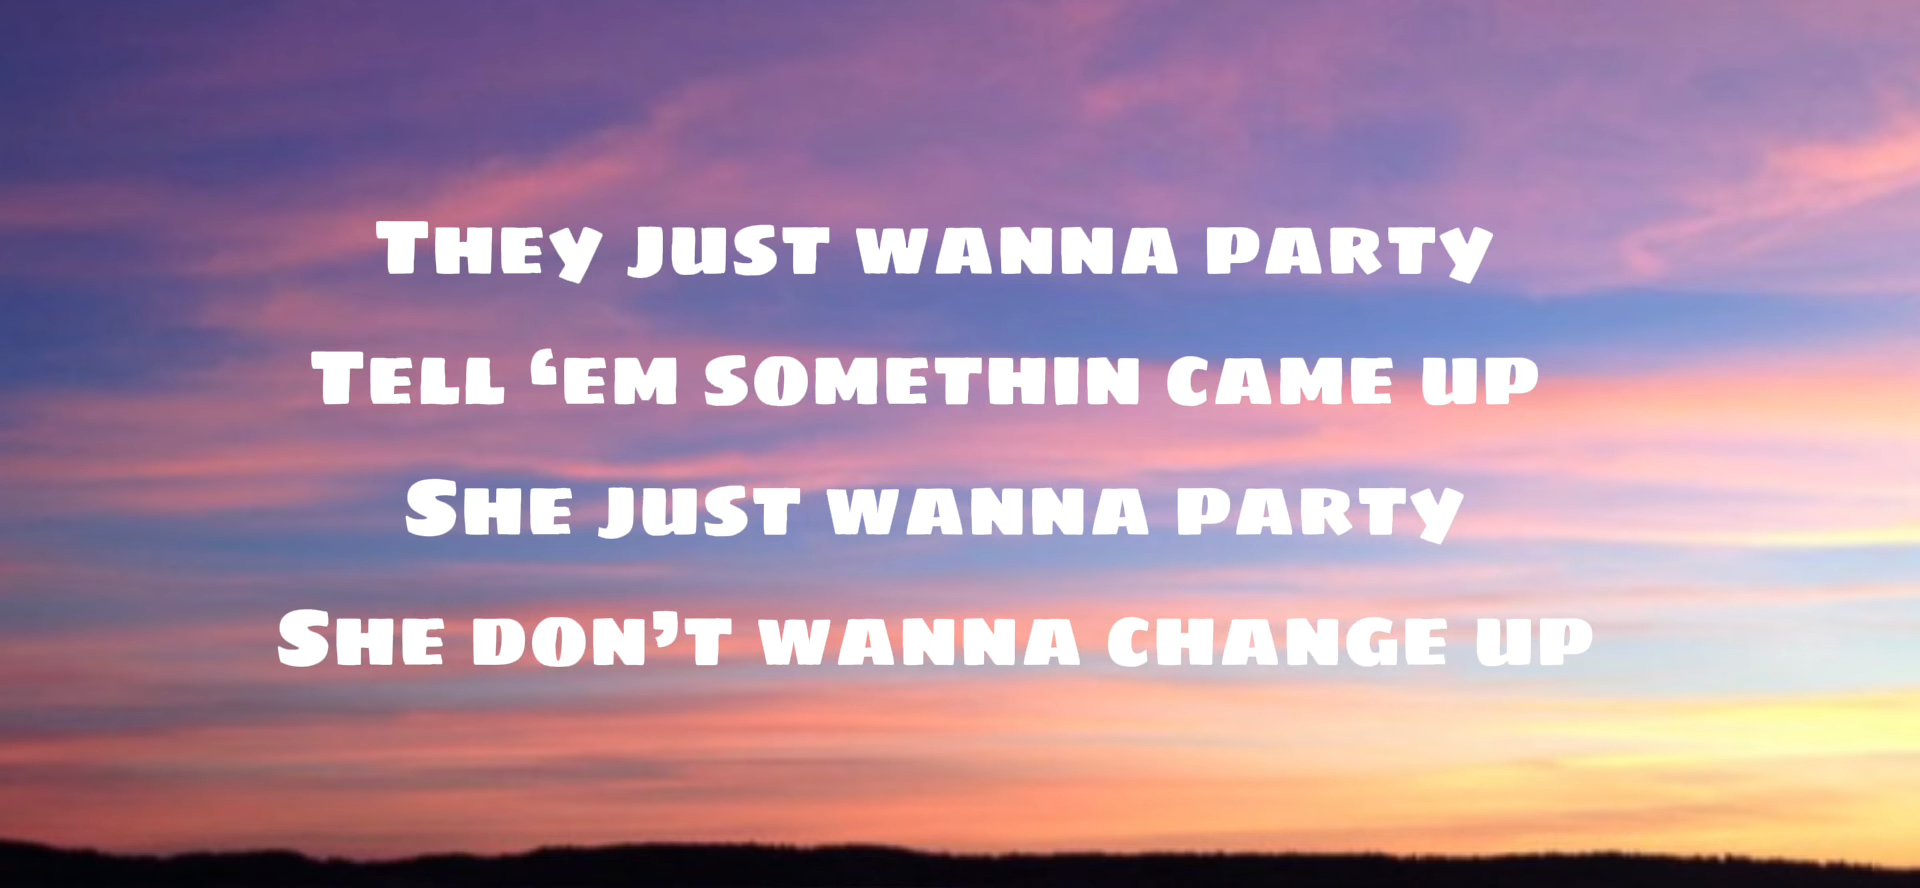 They just wanna party
Tell ‘em somethin came up
She just wanna party
She don’t wanna change up